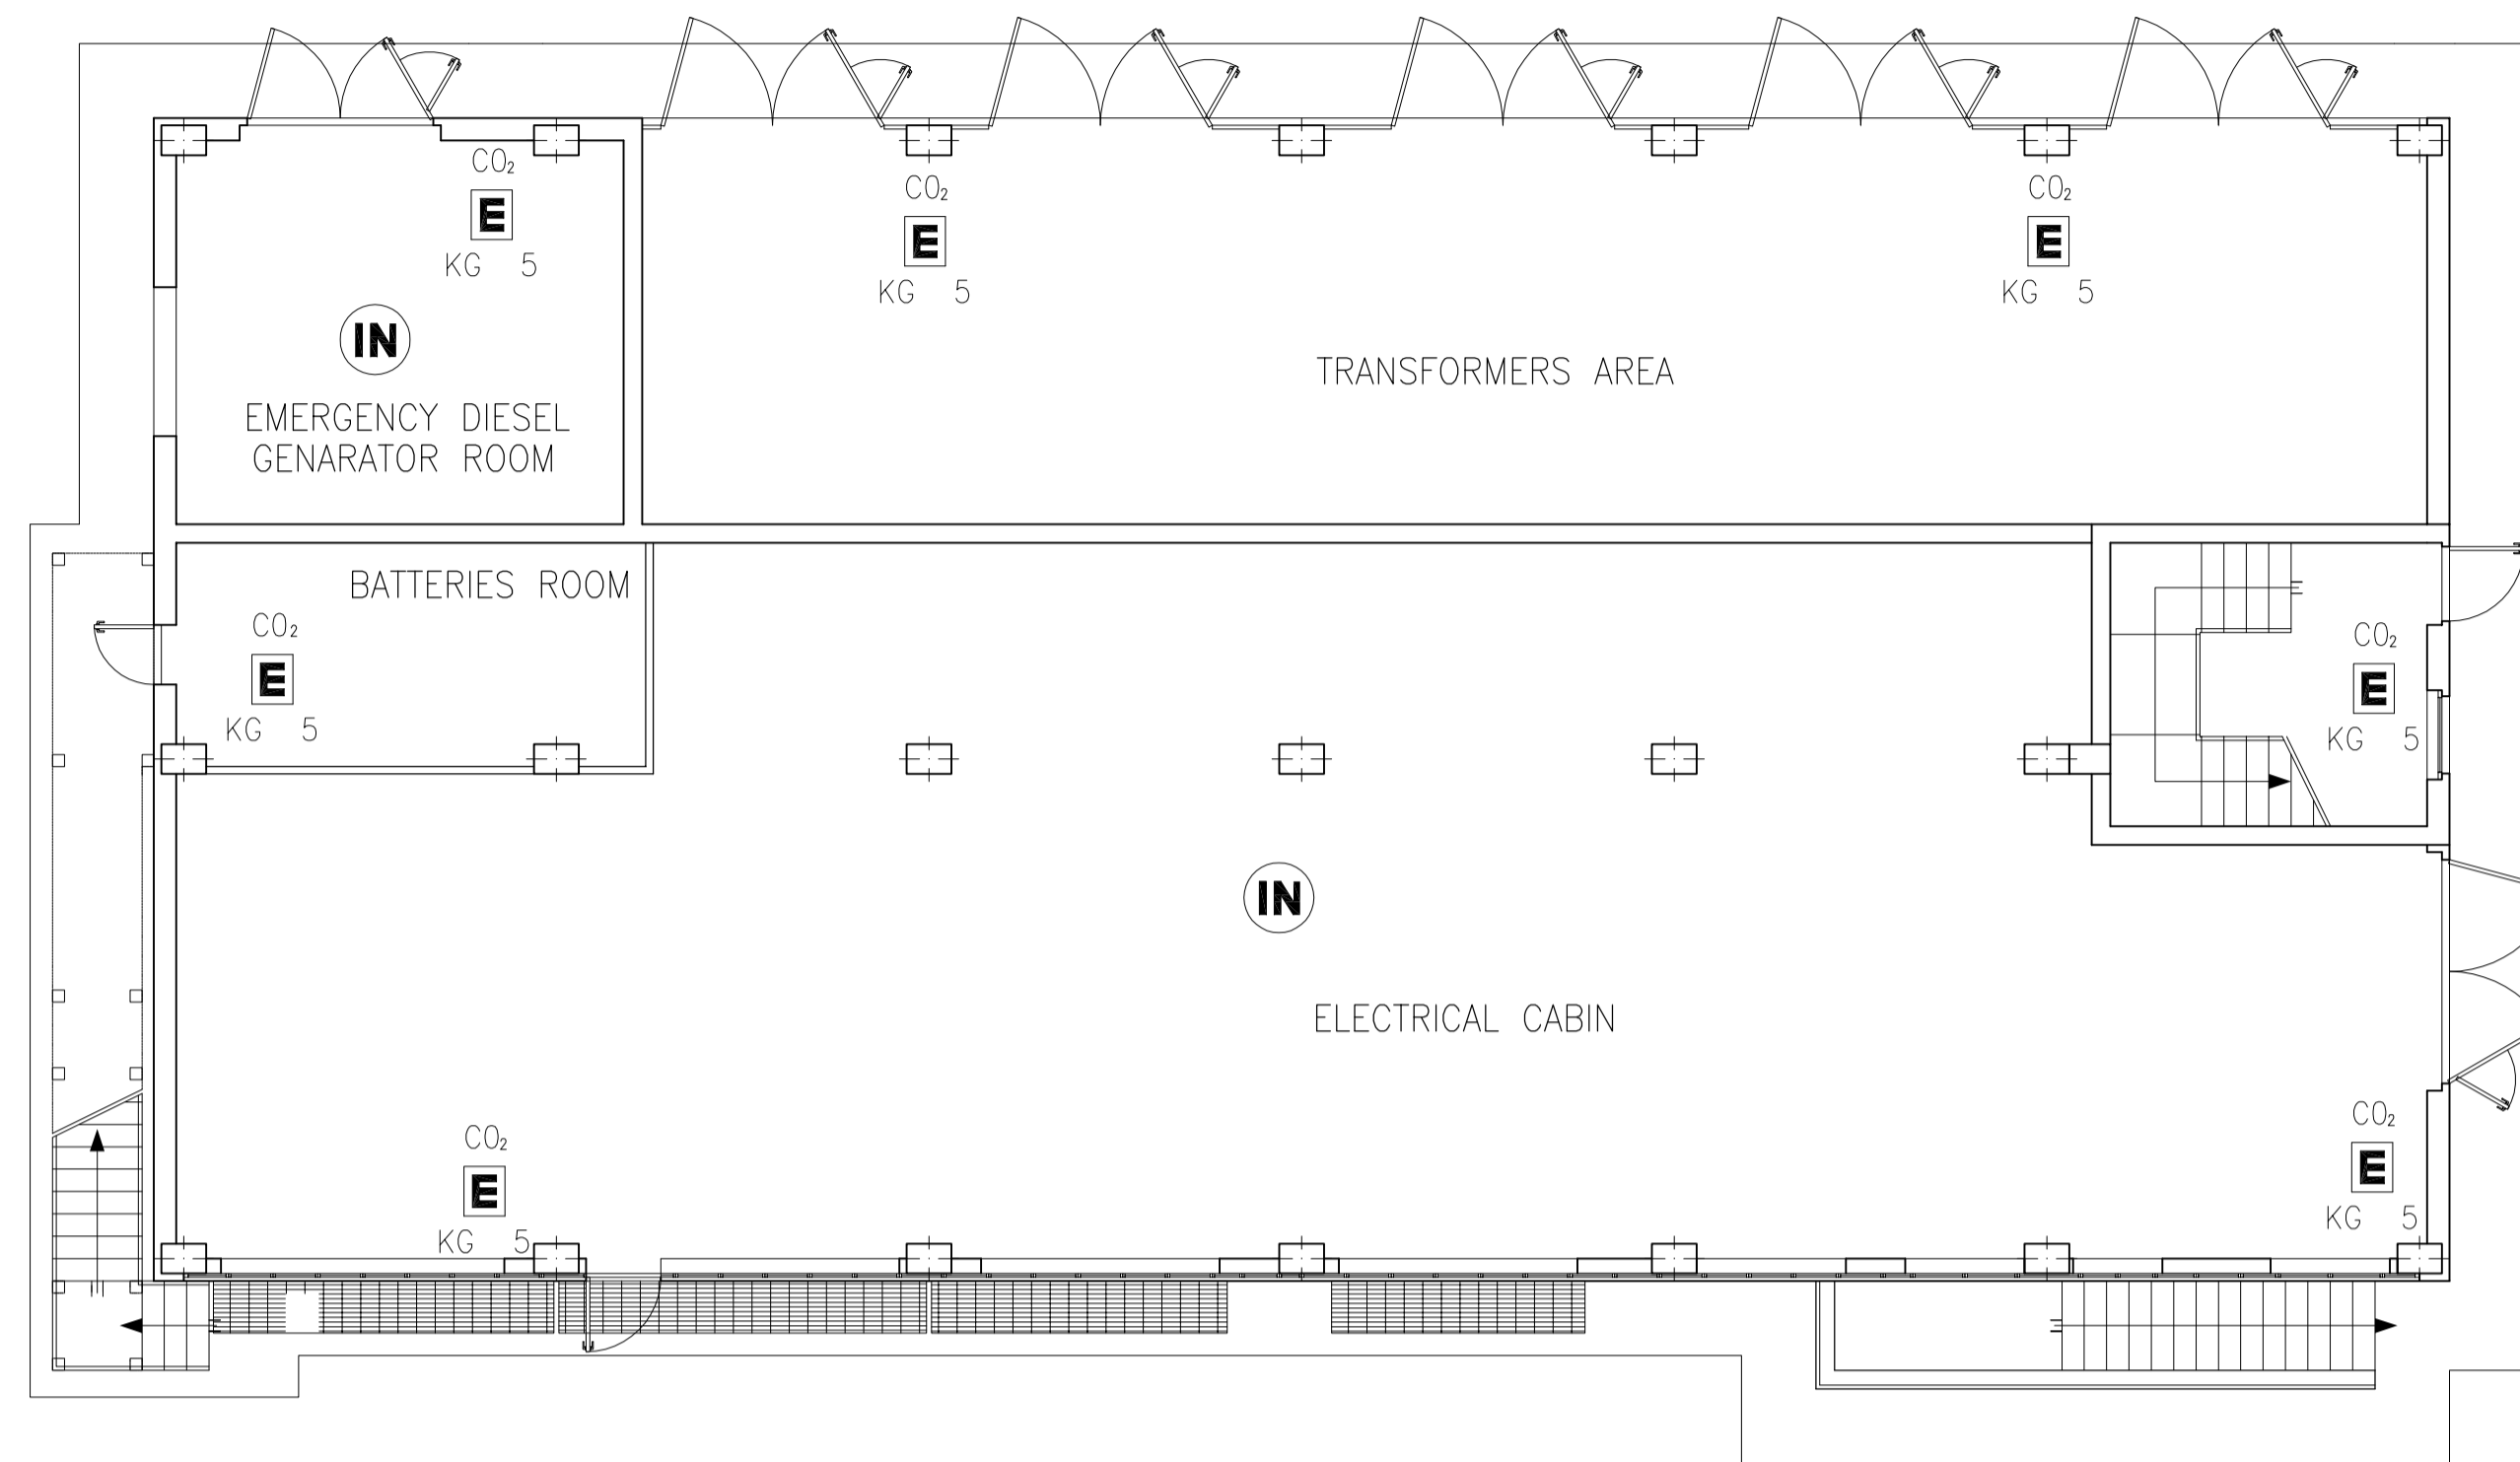 CO₂
E
KG 5
CO₂
E
KG 5
CO₂
E
KG 5
IN
EMERGENCY DIESEL
GENARATOR ROOM
TRANSFORMERS AREA
BATTERIES ROOM
CO₂
E
KG 5
CO₂
E
KG 5
IN
ELECTRICAL CABIN
CO₂
E
KG 5
CO₂
E
KG 5